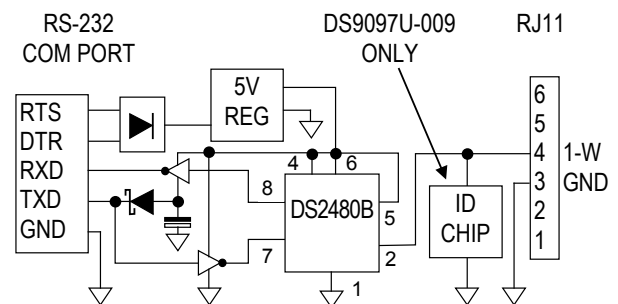 RS-232
COM PORT
DS9097U-009
ONLY
RJ11
RTS
DTR
RXD
TXD
GND
5V
REG
4
6
8
DS2480B
5
7
2
1
ID
CHIP
6
5
4
3
2
1
1-W
GND